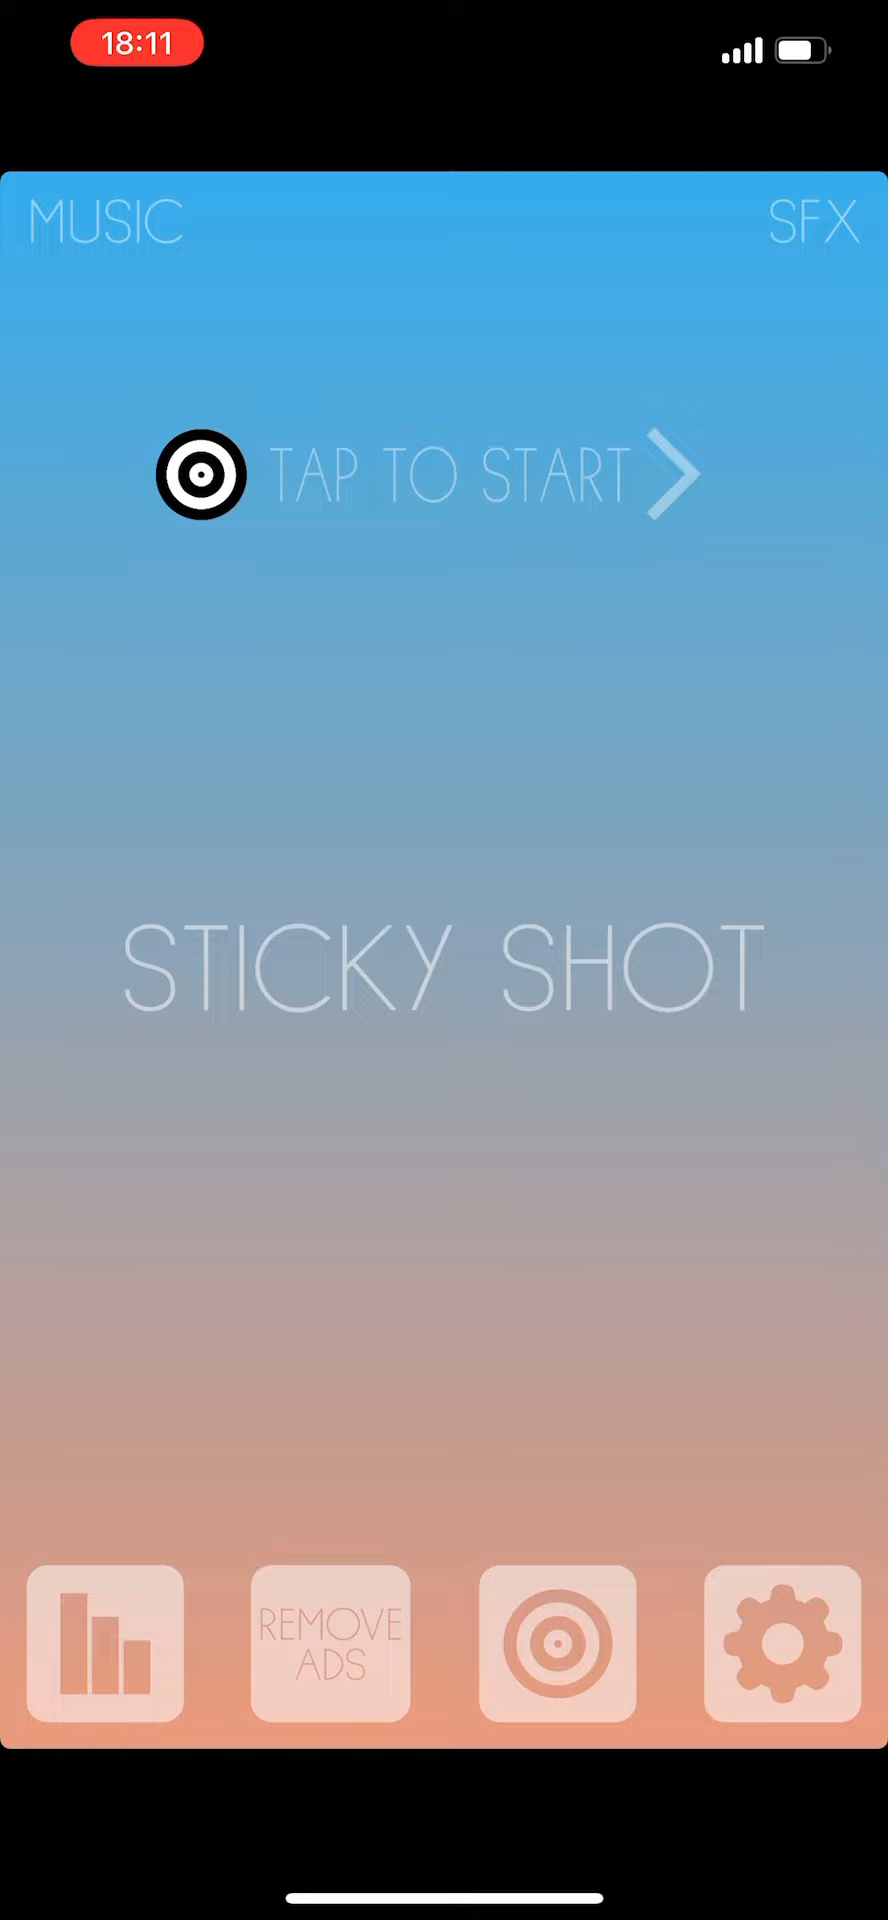 18:11
MUSIC
SFX
TAP TO START
STICKY SHOT
REMOVE
ADS